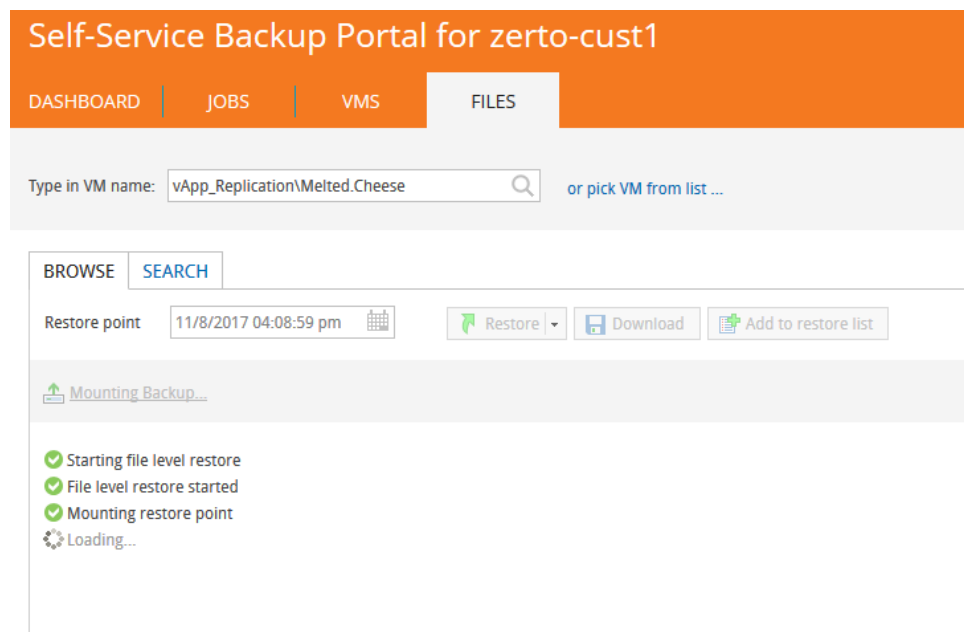 Self-Service Backup Portal for zerto-cust1
DASHBOARD JOBS VMS FILES
Type in VM name: vApp_Replication\Melted.Cheese or pick VM from list ...
BROWSE SEARCH
Restore point 11/8/2017 04:08:59 pm Restore Download Add to restore list
Mounting Backup...
Starting file level restore
File level restore started
Mounting restore point
Loading...